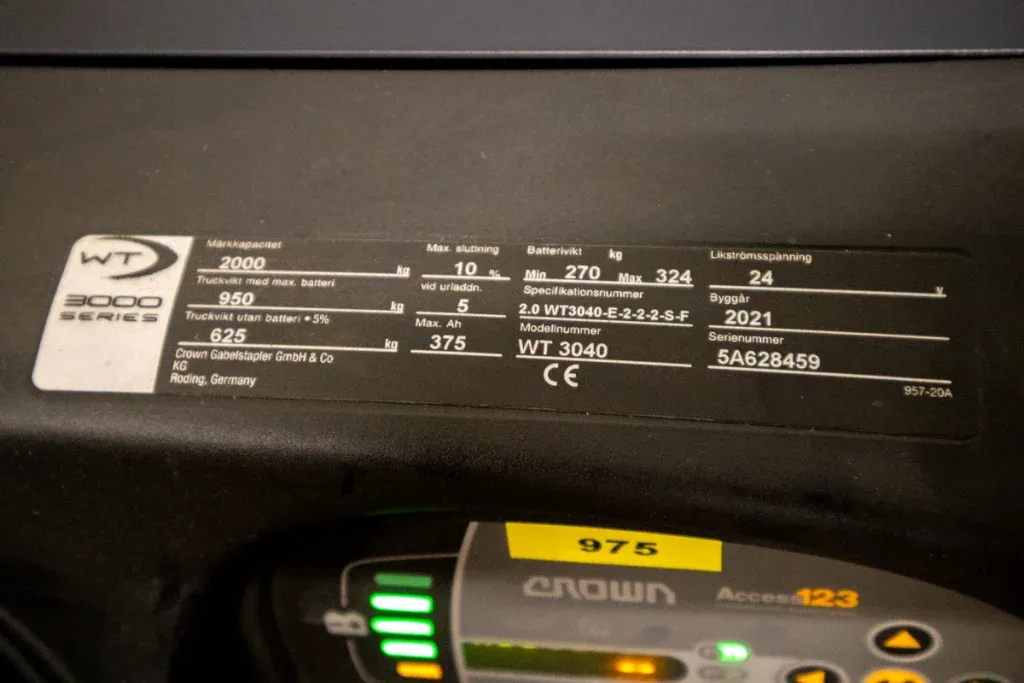 WT
3000
SERIES
Märkkapacitet
2000 kg
Truckvikt med max. batteri
950 kg
Truckvikt utan batteri ± 5%
625 kg
Crown Gabelstapler GmbH & Co
KG
Roding, Germany
Max. sluttning
10 %
vid urladdn.
5
Max. Ah
375
Batterivikt kg
Min 270 Max 324
Specifikationsnummer
2.0 WT3040-E-2-2-2-S-F
Modellnummer
WT 3040
CE
Likströmsspänning
24 V
Byggår
2021
Serienummer
5A628459
957-20A
975
CROWN
Access 123